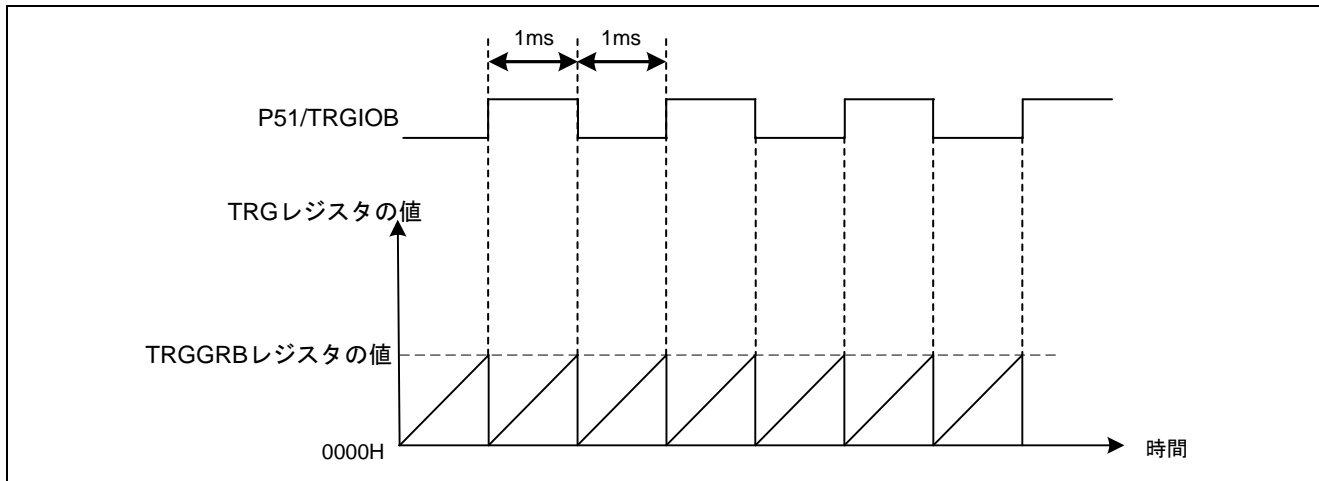 1ms 1ms
P51/TRGIOB
TRGレジスタの値
TRGGRBレジスタの値
0000H
時間